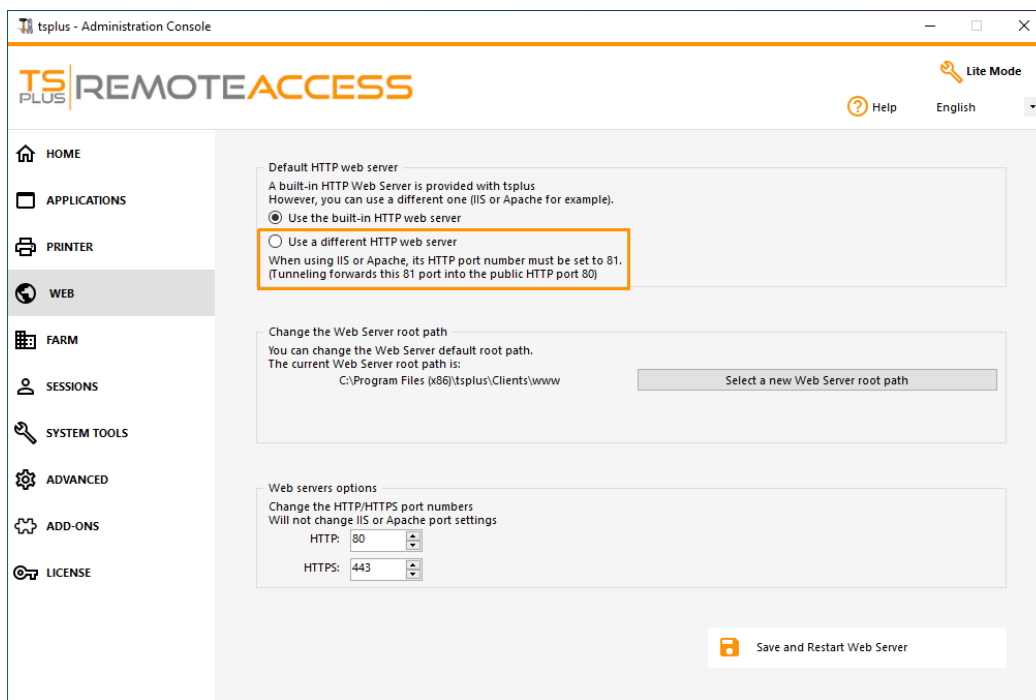 tsplus - Administration Console
TS PLUS REMOTEACCESS
Lite Mode
Help
English
HOME
APPLICATIONS
PRINTER
WEB
FARM
SESSIONS
SYSTEM TOOLS
ADVANCED
ADD-ONS
LICENSE
Default HTTP web server
A built-in HTTP Web Server is provided with tsplus
However, you can use a different one (IIS or Apache for example).
Use the built-in HTTP web server
Use a different HTTP web server
When using IIS or Apache, its HTTP port number must be set to 81.
(Tunneling forwards this 81 port into the public HTTP port 80)
Change the Web Server root path
You can change the Web Server default root path.
The current Web Server root path is:
C:\Program Files (x86)\tsplus\Clients\www
Select a new Web Server root path
Web servers options
Change the HTTP/HTTPS port numbers
Will not change IIS or Apache port settings
HTTP: 80
HTTPS: 443
Save and Restart Web Server